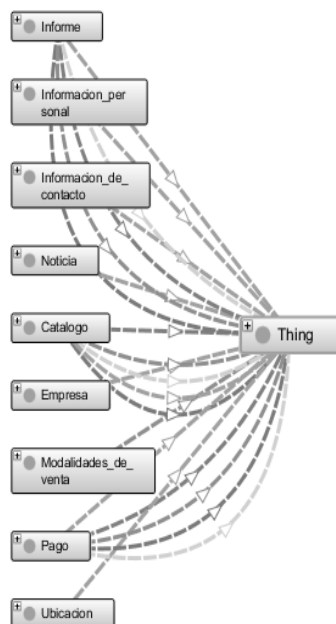 Informe
Informacion_per
sonal
Informacion_de_
contacto
Noticia
Catalogo
Thing
Empresa
Modalidades_de_
venta
Pago
Ubicacion